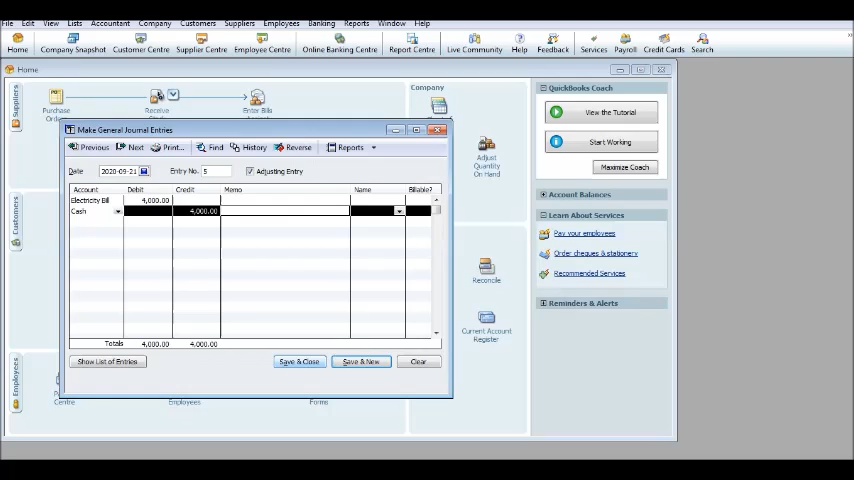 File Edit View Lists Accountant Company Customers Suppliers Employees Banking Reports Window Help
Home Company Snapshot Customer Centre Supplier Centre Employee Centre Online Banking Centre Report Centre Live Community Help Feedback Services Payroll Credit Cards Search
Home
Suppliers
Purchase
Receive
Enter Bills
Company
Make General Journal Entries
Previous Next Print... Find History Reverse Reports
Date 2020-09-21 Entry No. 5 Adjusting Entry
Account Debit Credit Memo Name Billable?
Electricity Bill 4,000.00
Cash 4,000.00
Totals 4,000.00 4,000.00
Show List of Entries Save & Close Save & New Clear
Customers
Employees
Centre
Employees
Forms
Adjust
Quantity
On Hand
Reconcile
Current Account
Register
QuickBooks Coach
View the Tutorial
Start Working
Maximize Coach
Account Balances
Learn About Services
Pay your employees
Order cheques & stationery
Recommended Services
Reminders & Alerts